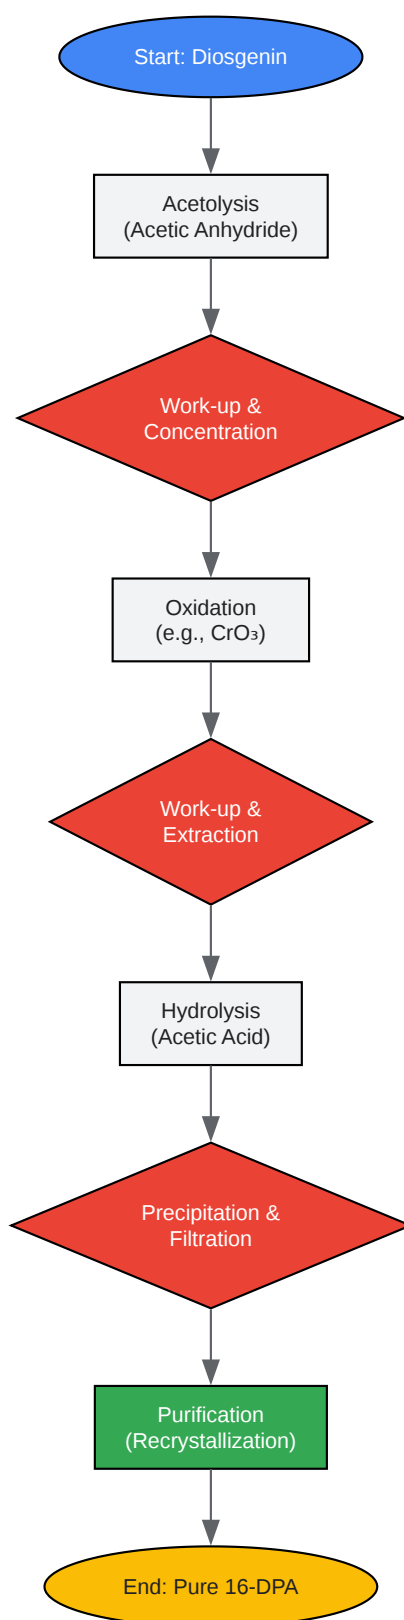 Start: Diosgenin
Acetolysis
(Acetic Anhydride)
Work-up &
Concentration
Oxidation
(e.g., CrO₃)
Work-up &
Extraction
Hydrolysis
(Acetic Acid)
Precipitation &
Filtration
Purification
(Recrystallization)
End: Pure 16-DPA